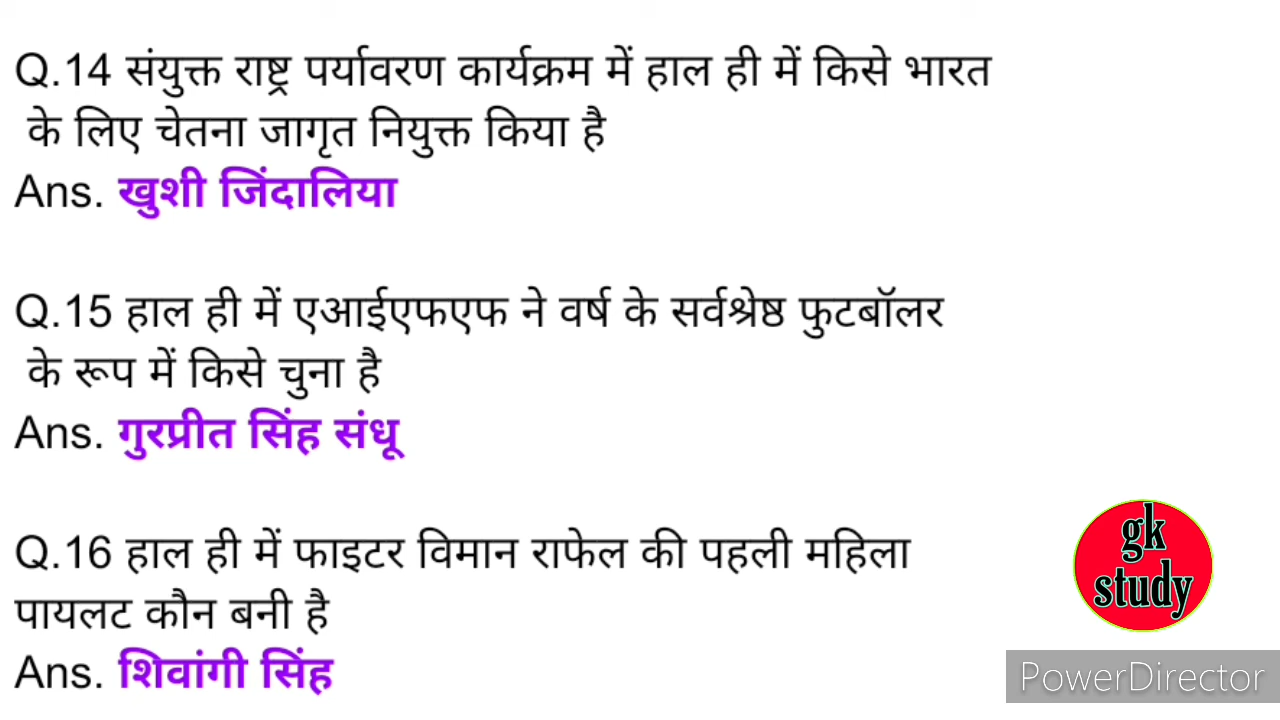 Q.14 संयुक्त राष्ट्र पर्यावरण कार्यक्रम में हाल ही में किसे भारत
के लिए चेतना जागृत नियुक्त किया है
Ans. खुशी जिंदालिया
Q.15 हाल ही में एआईएफएफ ने वर्ष के सर्वश्रेष्ठ फुटबॉलर
के रूप में किसे चुना है
Ans. गुरप्रीत सिंह संधू
Q.16 हाल ही में फाइटर विमान राफेल की पहली महिला
पायलट कौन बनी है
Ans. शिवांगी सिंह
gk
study
PowerDirector